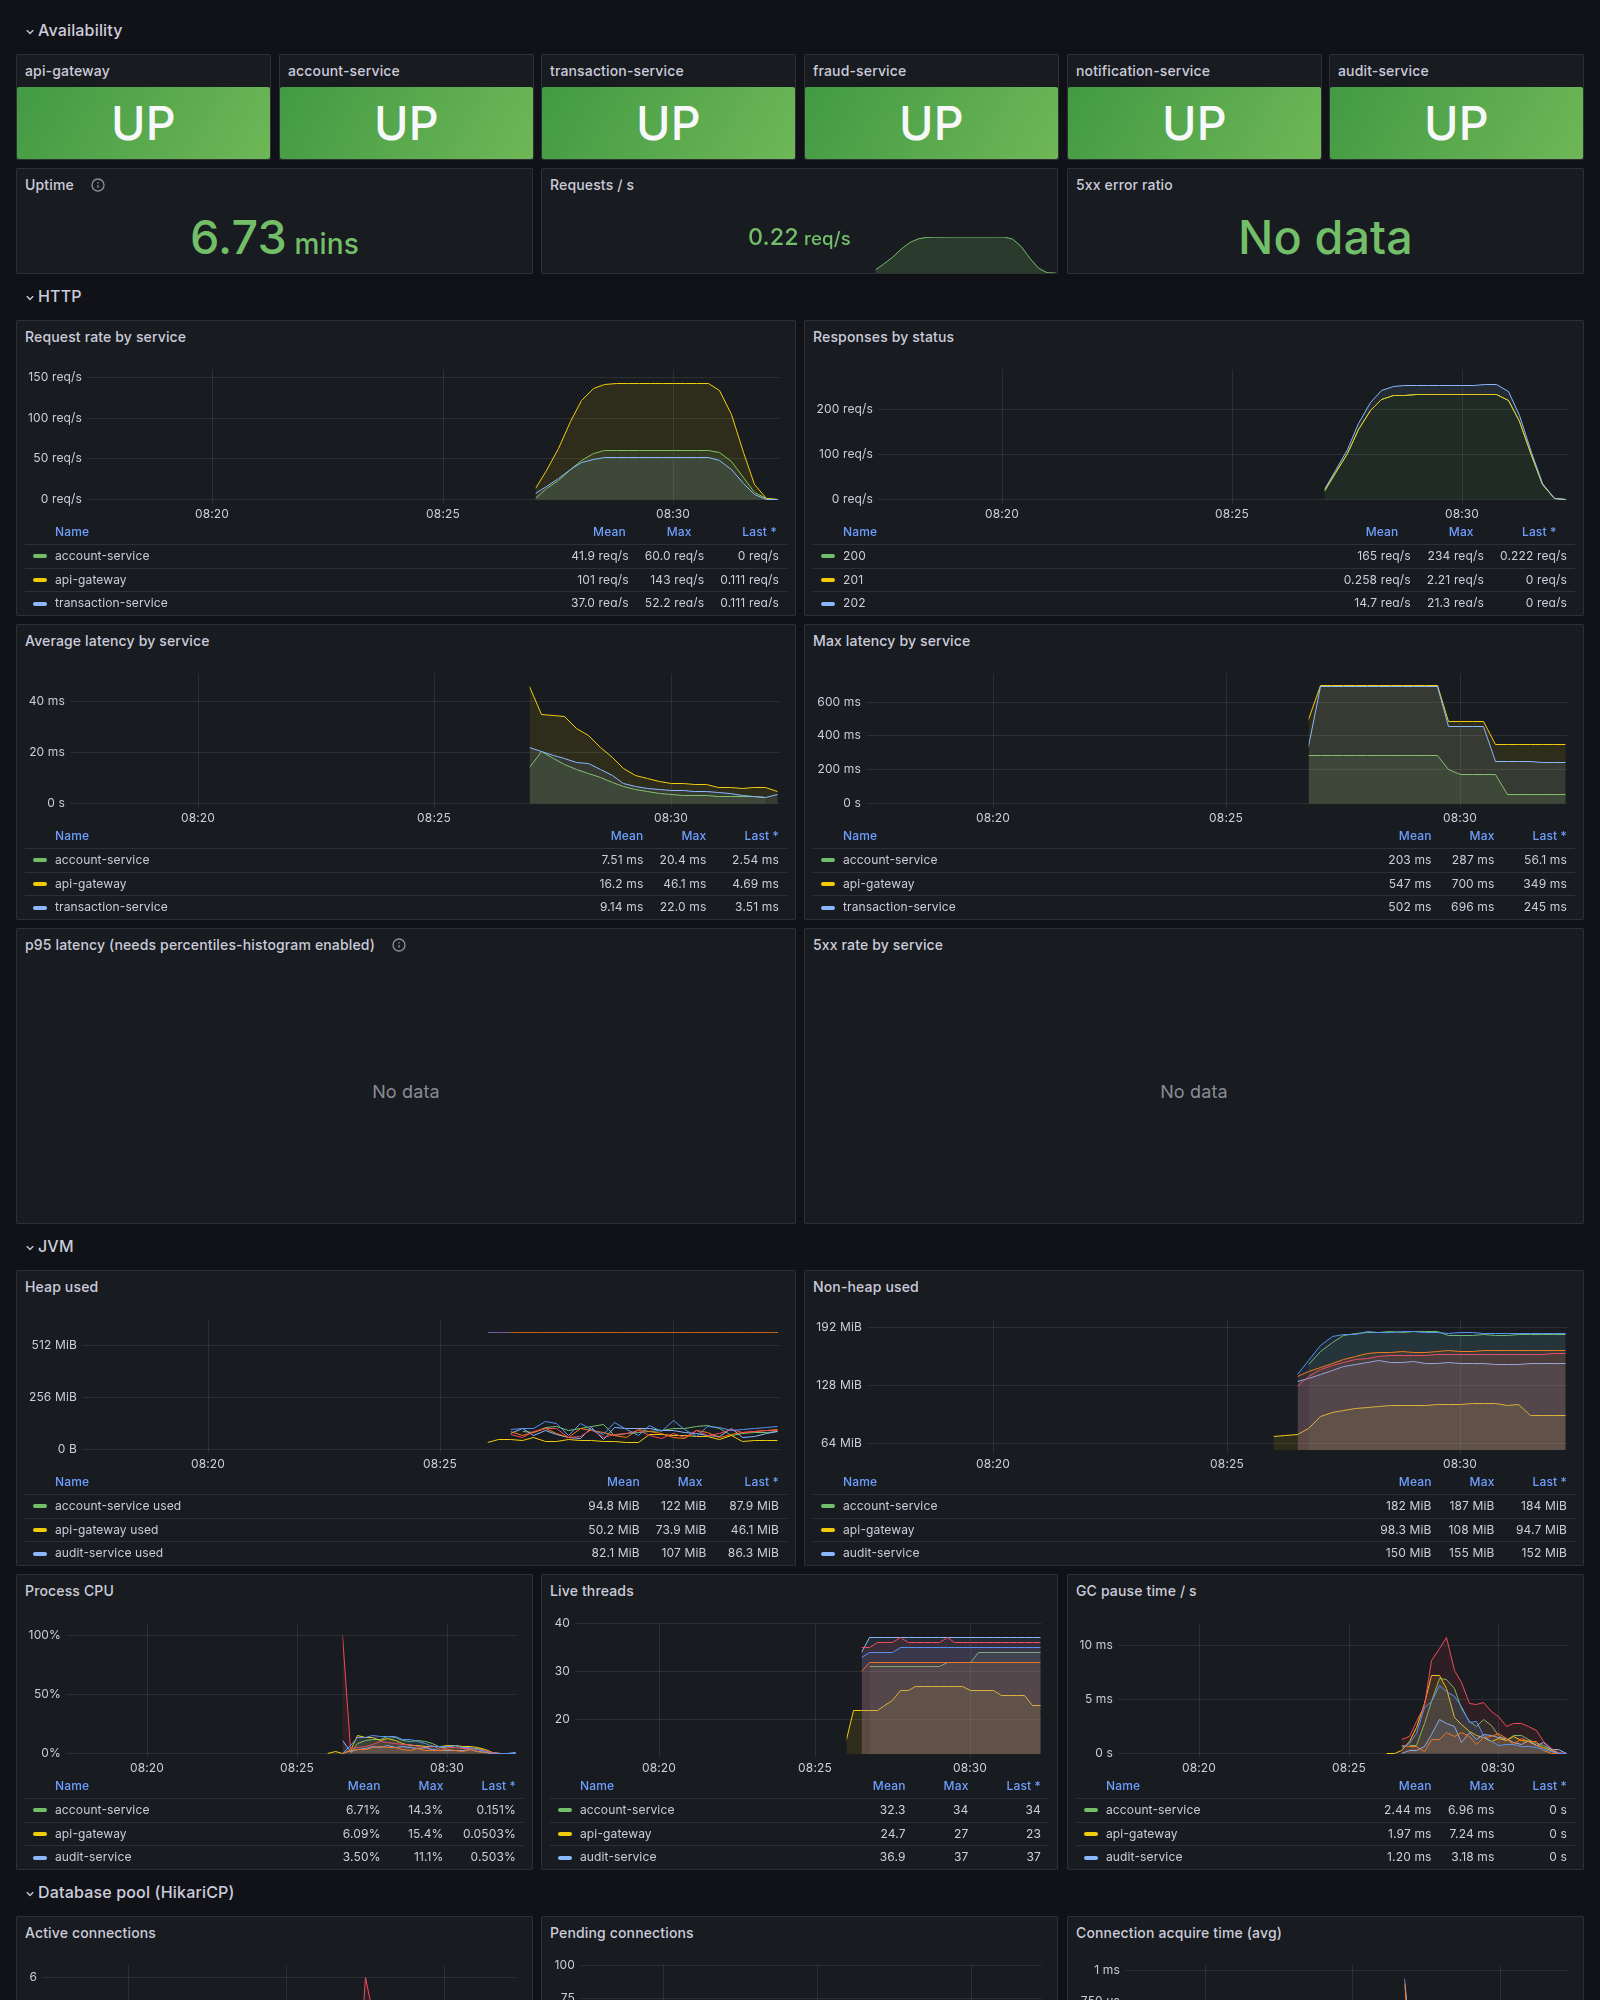 Availability
api-gateway
account-service
transaction-service
fraud-service
notification-service
audit-service
UP
UP
UP
UP
UP
UP
Uptime
6.73 mins
Requests / s
0.22 req/s
5xx error ratio
No data
HTTP
Request rate by service
150 req/s
100 req/s
50 req/s
0 req/s
08:20 08:25 08:30
Name Mean Max Last *
account-service 41.9 req/s 60.0 req/s 0 req/s
api-gateway 101 req/s 143 req/s 0.111 req/s
transaction-service 37.0 req/s 52.2 req/s 0.111 req/s
Responses by status
200 req/s
100 req/s
0 req/s
08:20 08:25 08:30
Name Mean Max Last *
200 165 req/s 234 req/s 0.222 req/s
201 0.258 req/s 2.21 req/s 0 req/s
202 14.7 req/s 21.3 req/s 0 req/s
Average latency by service
40 ms
20 ms
0 s
08:20 08:25 08:30
Name Mean Max Last *
account-service 7.51 ms 20.4 ms 2.54 ms
api-gateway 16.2 ms 46.1 ms 4.69 ms
transaction-service 9.14 ms 22.0 ms 3.51 ms
Max latency by service
600 ms
400 ms
200 ms
0 s
08:20 08:25 08:30
Name Mean Max Last *
account-service 203 ms 287 ms 56.1 ms
api-gateway 547 ms 700 ms 349 ms
transaction-service 502 ms 696 ms 245 ms
p95 latency (needs percentiles-histogram enabled)
No data
5xx rate by service
No data
JVM
Heap used
512 MiB
256 MiB
0 B
08:20 08:25 08:30
Name Mean Max Last *
account-service used 94.8 MiB 122 MiB 87.9 MiB
api-gateway used 50.2 MiB 73.9 MiB 46.1 MiB
audit-service used 82.1 MiB 107 MiB 86.3 MiB
Non-heap used
192 MiB
128 MiB
64 MiB
08:20 08:25 08:30
Name Mean Max Last *
account-service 182 MiB 187 MiB 184 MiB
api-gateway 98.3 MiB 108 MiB 94.7 MiB
audit-service 150 MiB 155 MiB 152 MiB
Process CPU
100%
50%
0%
08:20 08:25 08:30
Name Mean Max Last *
account-service 6.71% 14.3% 0.151%
api-gateway 6.09% 15.4% 0.0503%
audit-service 3.50% 11.1% 0.503%
Live threads
40
30
20
08:20 08:25 08:30
Name Mean Max Last *
account-service 32.3 34 34
api-gateway 24.7 27 23
audit-service 36.9 37 37
GC pause time / s
10 ms
5 ms
0 s
08:20 08:25 08:30
Name Mean Max Last *
account-service 2.44 ms 6.96 ms 0 s
api-gateway 1.97 ms 7.24 ms 0 s
audit-service 1.20 ms 3.18 ms 0 s
Database pool (HikariCP)
Active connections
6
Pending connections
100
75
Connection acquire time (avg)
1 ms
750 µs